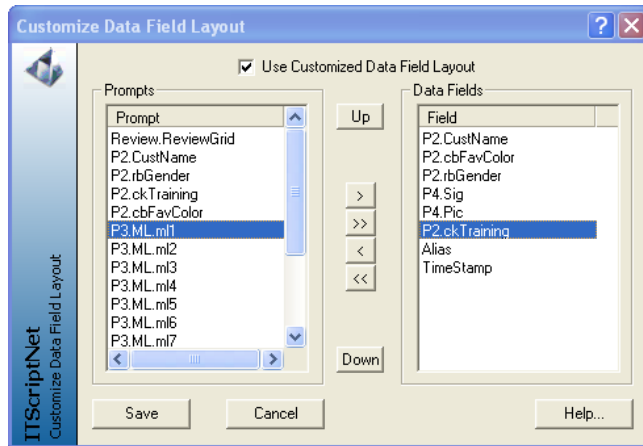 Customize Data Field Layout
Use Customized Data Field Layout
Prompts
Prompt
Review.ReviewGrid
P2.CustName
P2.rbGender
P2.ckTraining
P2.cbFavColor
P3.ML.ml1
P3.ML.ml2
P3.ML.ml3
P3.ML.ml4
P3.ML.ml5
P3.ML.ml6
P3.ML.ml7
Up
>
>>
<
<<
Down
Data Fields
Field
P2.CustName
P2.cbFavColor
P2.rbGender
P4.Sig
P4.Pic
P2.ckTraining
Alias
TimeStamp
ITScriptNet
Customize Data Field Layout
Save
Cancel
Help...